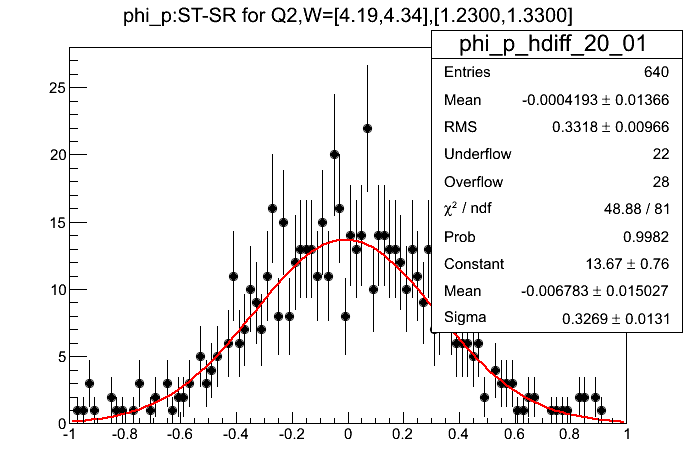 phi_p:ST-SR for Q2,W=[4.19,4.34],[1.2300,1.3300]
phi_p_hdiff_20_01
Entries 640
Mean -0.0004193 ± 0.01366
RMS 0.3318 ± 0.00966
Underflow 22
Overflow 28
χ² / ndf 48.88 / 81
Prob 0.9982
Constant 13.67 ± 0.76
Mean -0.006783 ± 0.015027
Sigma 0.3269 ± 0.0131
25
20
15
10
5
0
-1 -0.8 -0.6 -0.4 -0.2 0 0.2 0.4 0.6 0.8 1